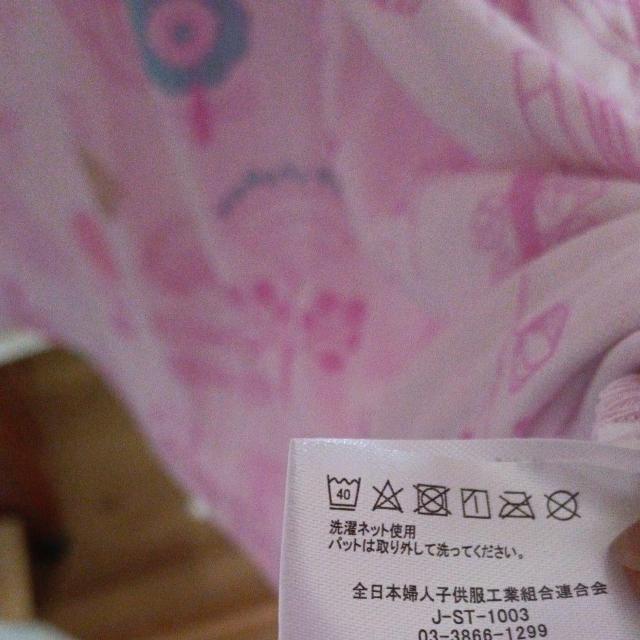 40
洗濯ネット使用
パットは取り外して洗ってください。
全日本婦人子供服工業組合連合会
J-ST-1003
03-3866-1299